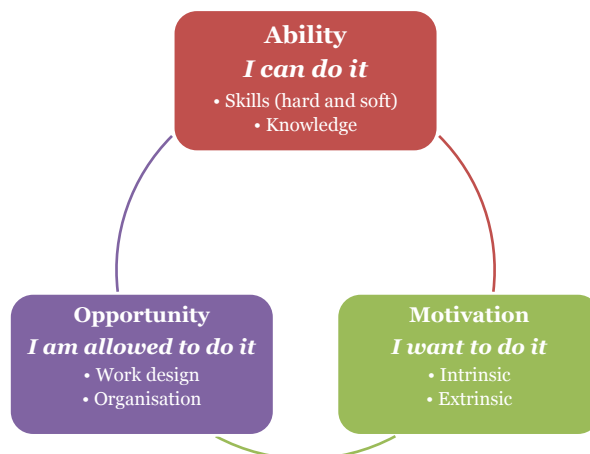 Ability
I can do it
• Skills (hard and soft)
• Knowledge
Opportunity
I am allowed to do it
• Work design
• Organisation
Motivation
I want to do it
• Intrinsic
• Extrinsic